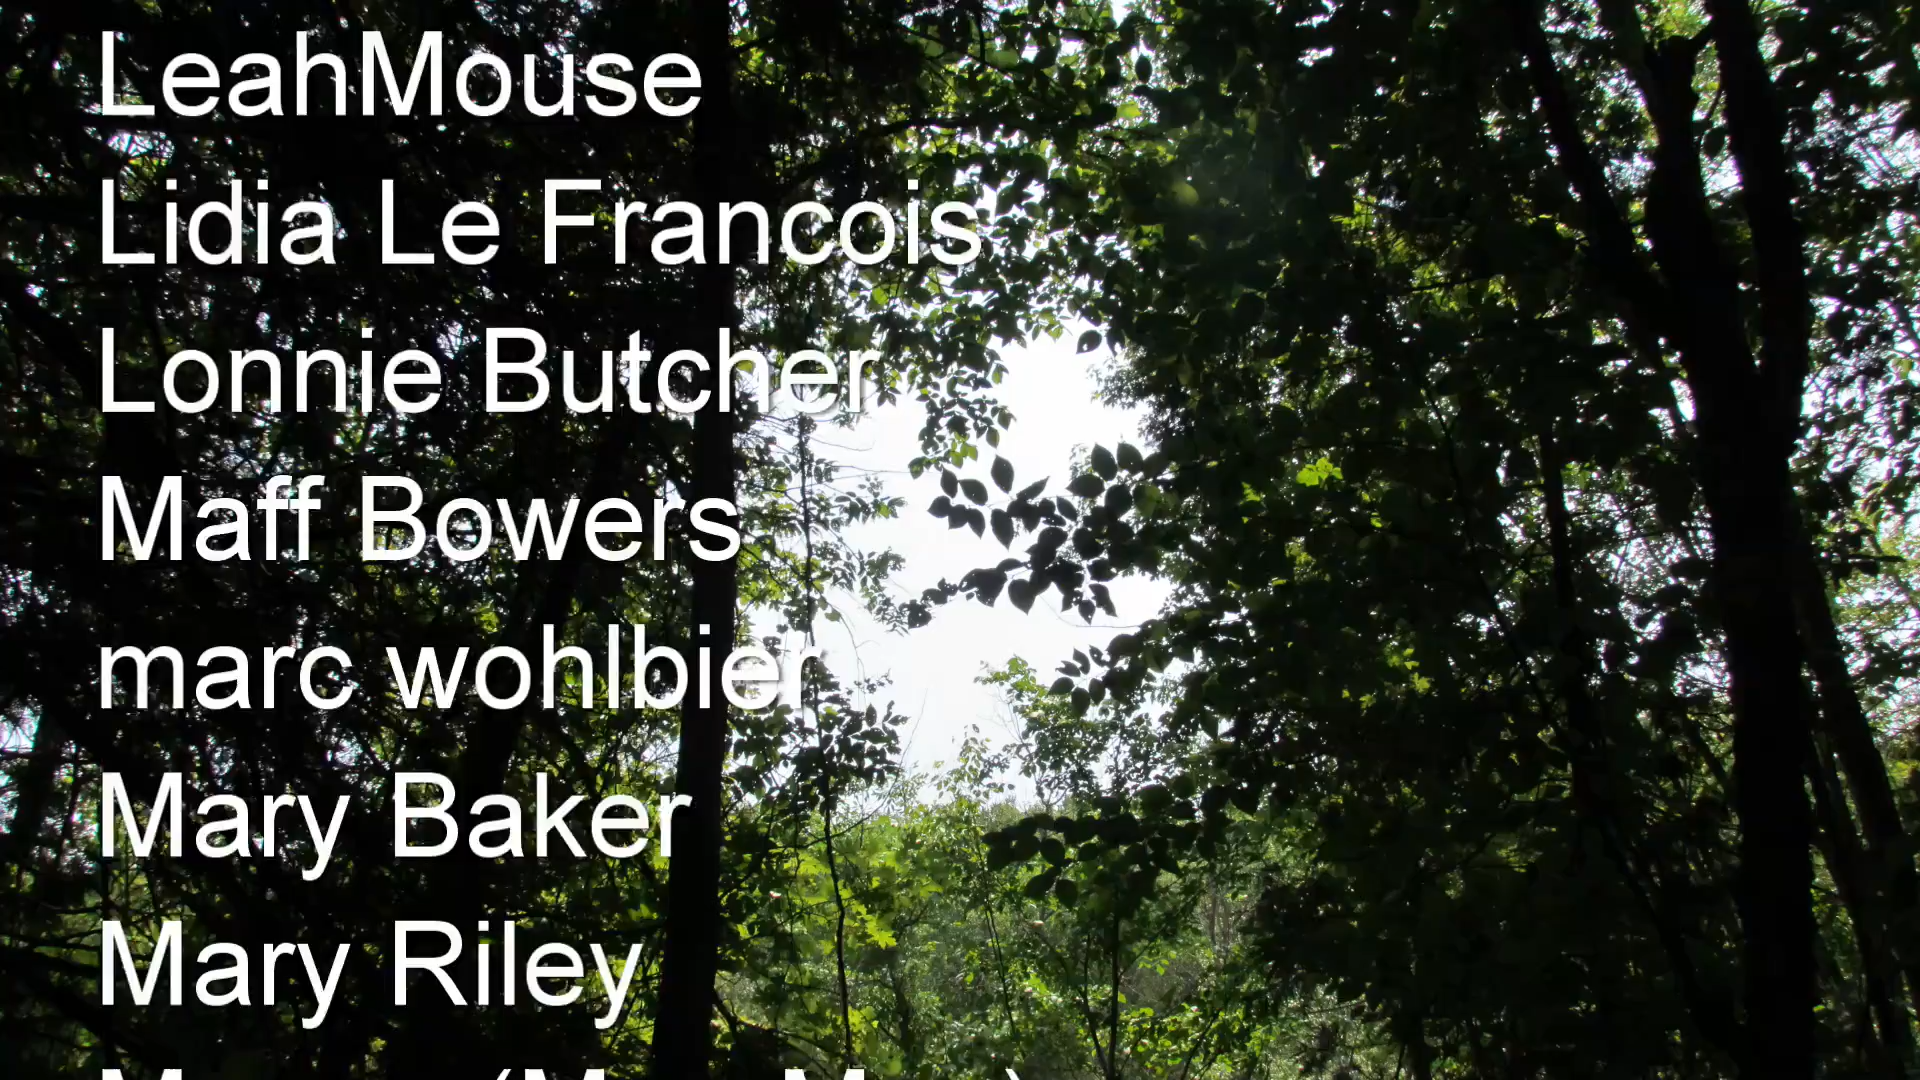 LeahMouse
Lidia Le Francois
Lonnie Butcher
Maff Bowers
marc wohlbier
Mary Baker
Mary Riley